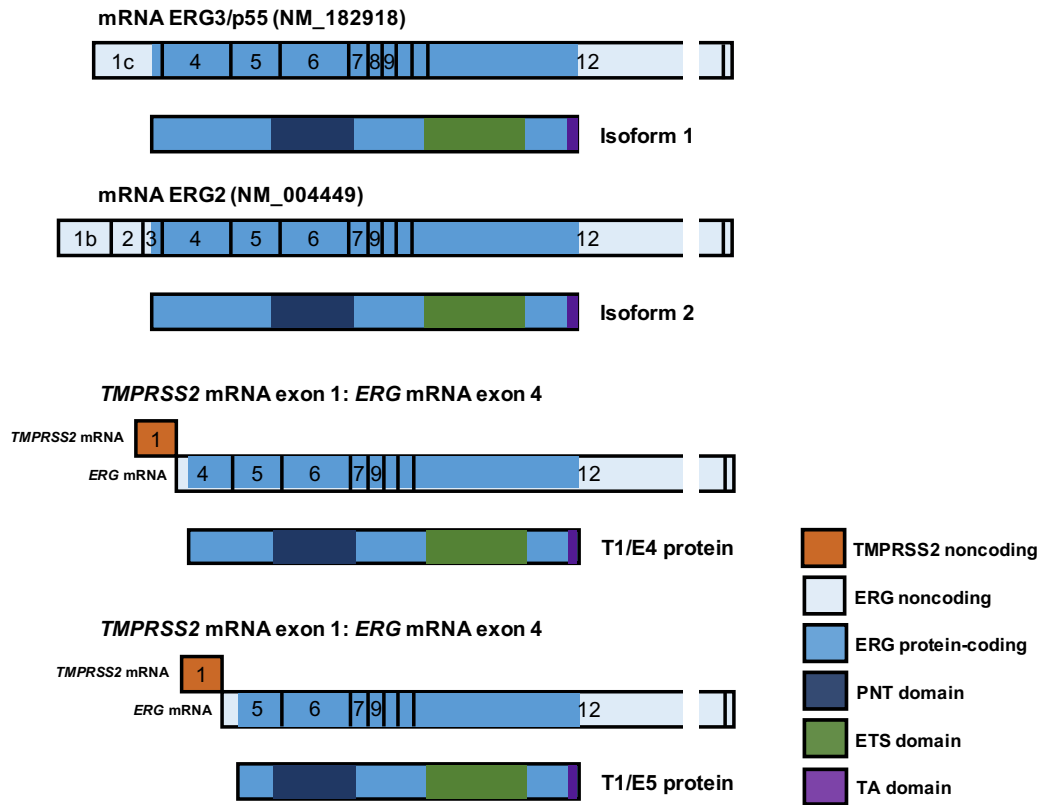 mRNA ERG3/p55 (NM_182918)
1c 4 5 6 7 8 9 12
Isoform 1
mRNA ERG2 (NM_004449)
1b 2 3 4 5 6 7 9 12
Isoform 2
TMPRSS2 mRNA exon 1: ERG mRNA exon 4
TMPRSS2 mRNA 1
ERG mRNA 4 5 6 7 9 12
T1/E4 protein
TMPRSS2 mRNA exon 1: ERG mRNA exon 4
TMPRSS2 mRNA 1
ERG mRNA 5 6 7 9 12
T1/E5 protein
TMPRSS2 noncoding
ERG noncoding
ERG protein-coding
PNT domain
ETS domain
TA domain